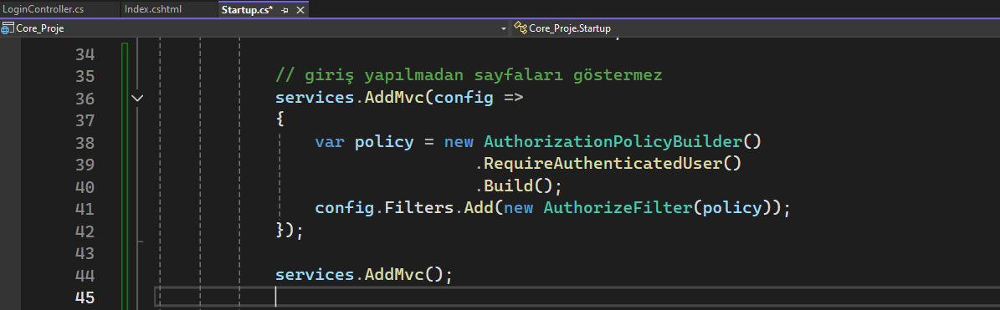 LoginController.cs Index.cshtml Startup.cs*
Core_Proje Core_Proje.Startup
34
35 // giriş yapılmadan sayfaları göstermez
36 services.AddMvc(config =>
37 {
38 var policy = new AuthorizationPolicyBuilder()
39 .RequireAuthenticatedUser()
40 .Build();
41 config.Filters.Add(new AuthorizeFilter(policy));
42 });
43
44 services.AddMvc();
45